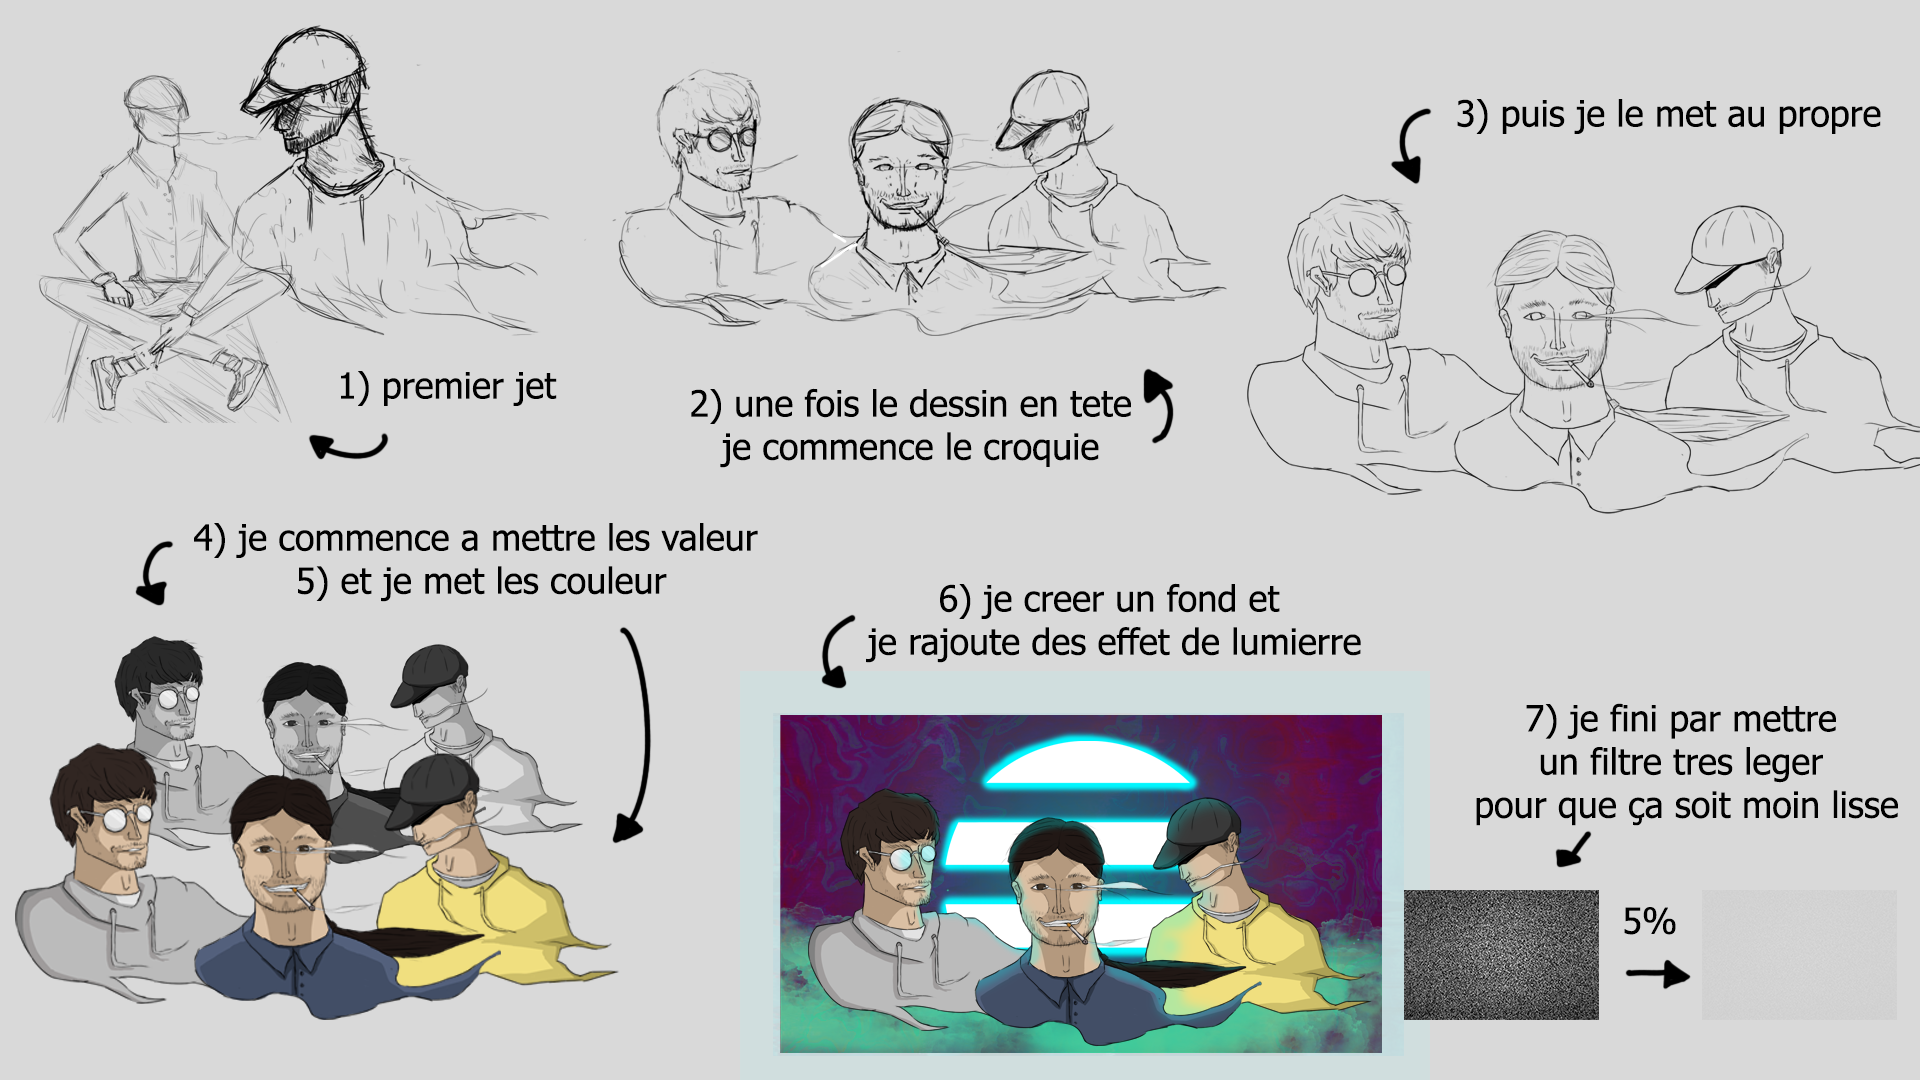 1) premier jet
2) une fois le dessin en tete
je commence le croquie
3) puis je le met au propre
4) je commence a mettre les valeur
5) et je met les couleur
6) je creer un fond et
je rajoute des effet de lumierre
7) je fini par mettre
un filtre tres leger
pour que ça soit moin lisse
5%